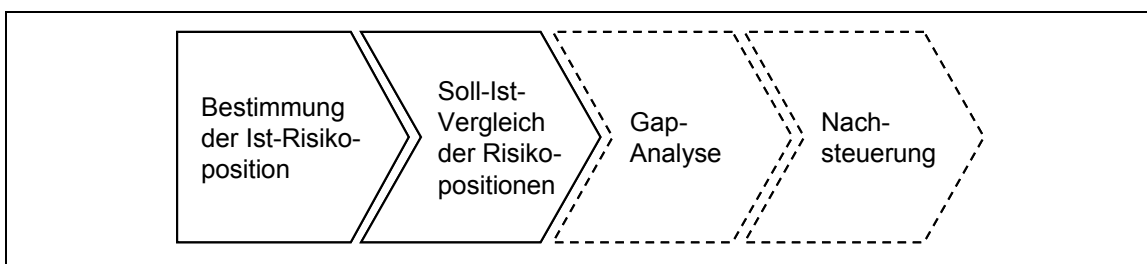 Bestimmung
der Ist-Risiko-
position
Soll-Ist-
Vergleich
der Risiko-
positionen
Gap-
Analyse
Nach-
steuerung